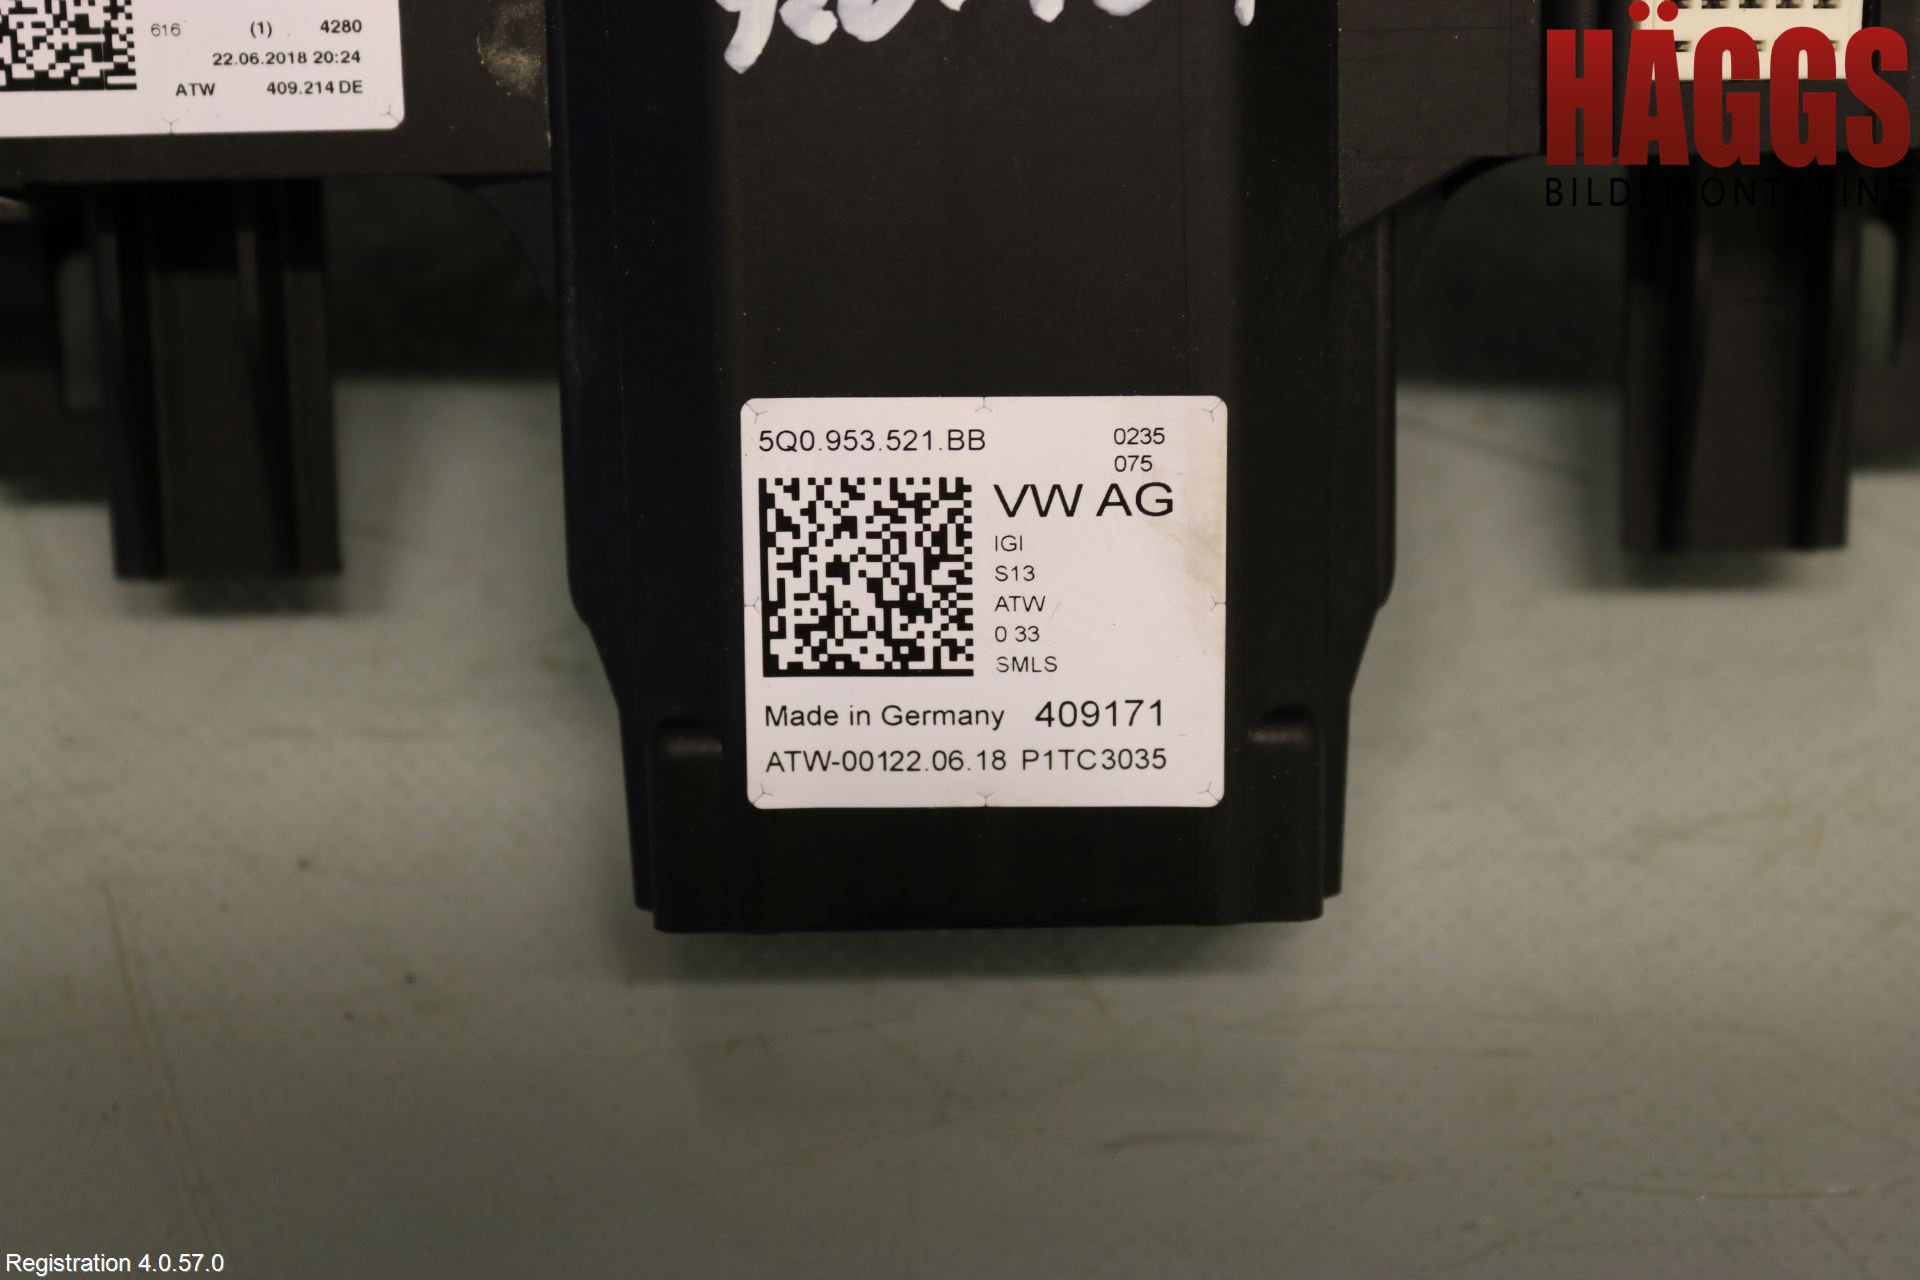 616 (1) 4280
22.06.2018 20:24
ATW 409.214 DE
HÄGGS
BILDEMONTERING
5Q0.953.521.BB 0235
075
VW AG
IGI
S13
ATW
0 33
SMLS
Made in Germany 409171
ATW-00122.06.18 P1TC3035
Registration 4.0.57.0